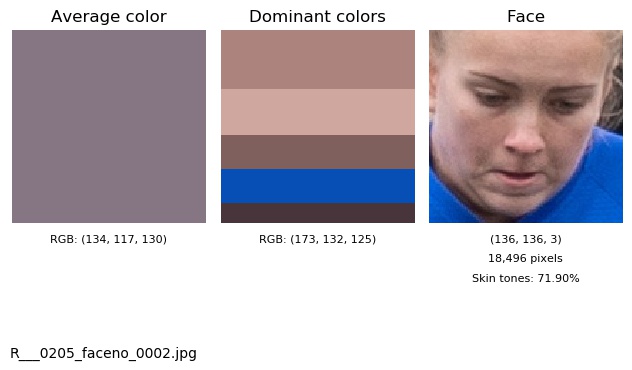 Average color
Dominant colors
Face
RGB: (134, 117, 130)
RGB: (173, 132, 125)
(136, 136, 3)
18,496 pixels
Skin tones: 71.90%
R___0205_faceno_0002.jpg